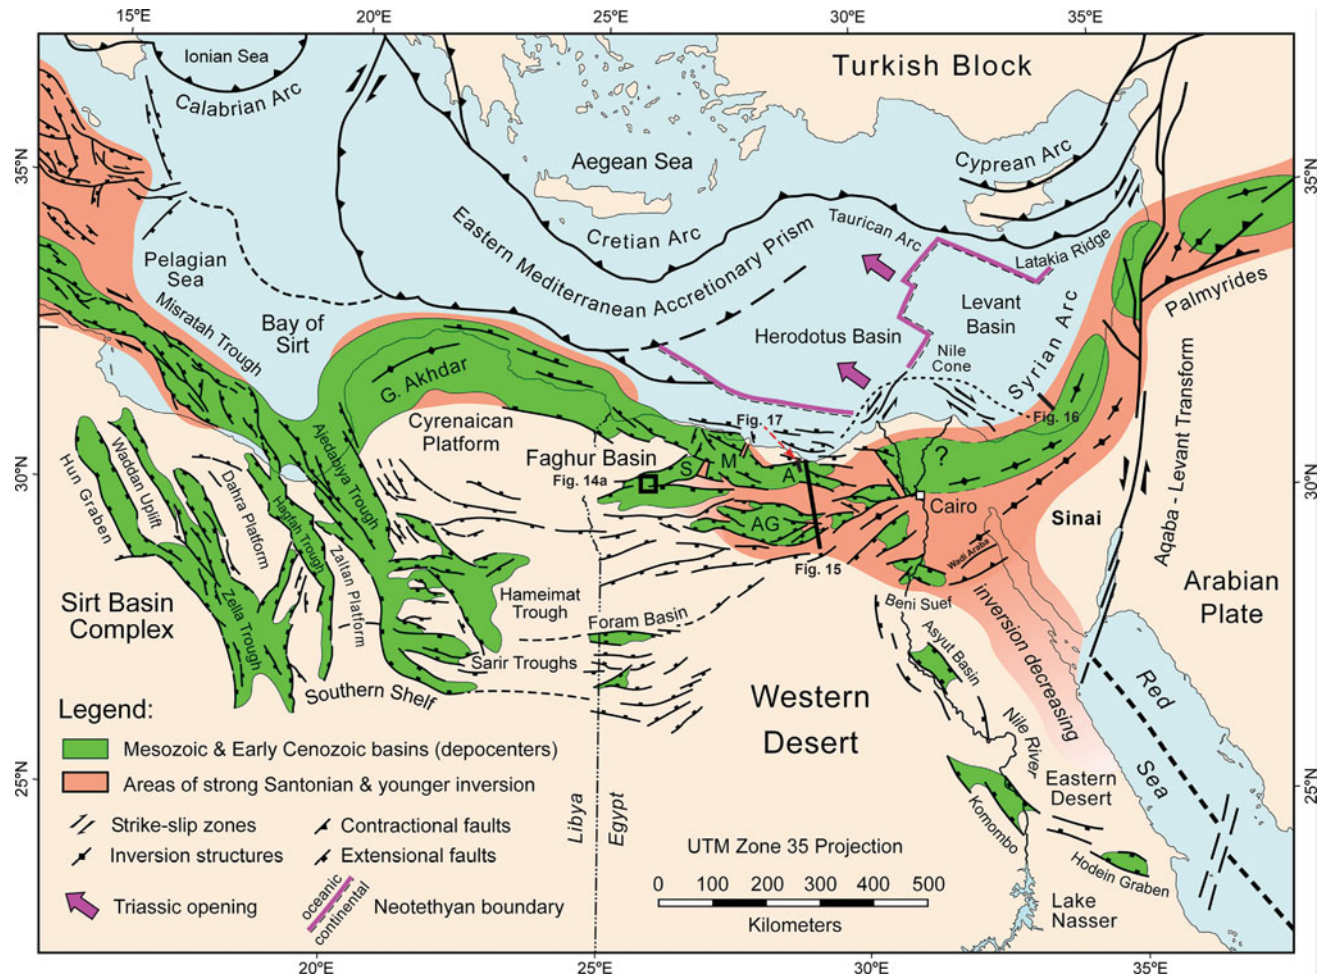 15°E
20°E
25°E
30°E
35°E
Ionian Sea
Calabrian Arc
Turkish Block
35°N
35°N
Aegean Sea
Cyprean Arc
Cretian Arc
Taurican Arc
Latakia Ridge
Eastern Mediterranean Accretionary Prism
Pelagian
Sea
Misratah Trough
Bay of
Sirt
Levant
Basin
Herodotus Basin
Nile
Cone
Syrian Arc
Palmyrides
G. Akhdar
Cyrenaican
Platform
Fig. 17
Fig. 16
30°N
30°N
Faghur Basin
Fig. 14a
S
M
A
?
AG
Cairo
Sinai
Aqaba - Levant Transform
Hun Graben
Waddan Uplift
Dahra Platform
Hagfah Trough
Ajedabiya Trough
Zaltan Platform
Zella Trough
Fig. 15
Wadi Araba
Beni Suef
inversion decreasing
Arabian
Plate
Sirt Basin
Complex
Hameimat
Trough
Foram Basin
Sarir Troughs
Southern Shelf
Asyut Basin
Western
Desert
Nile River
Red
Sea
Eastern
Desert
Komombo
Hodein Graben
Lake
Nasser
25°N
25°N
Libya
Egypt
Legend:
Mesozoic & Early Cenozoic basins (depocenters)
Areas of strong Santonian & younger inversion
Strike-slip zones
Contractional faults
Inversion structures
Extensional faults
Triassic opening
oceanic
continental
Neotethyan boundary
UTM Zone 35 Projection
0 100 200 300 400 500
Kilometers
20°E
25°E
30°E
35°E